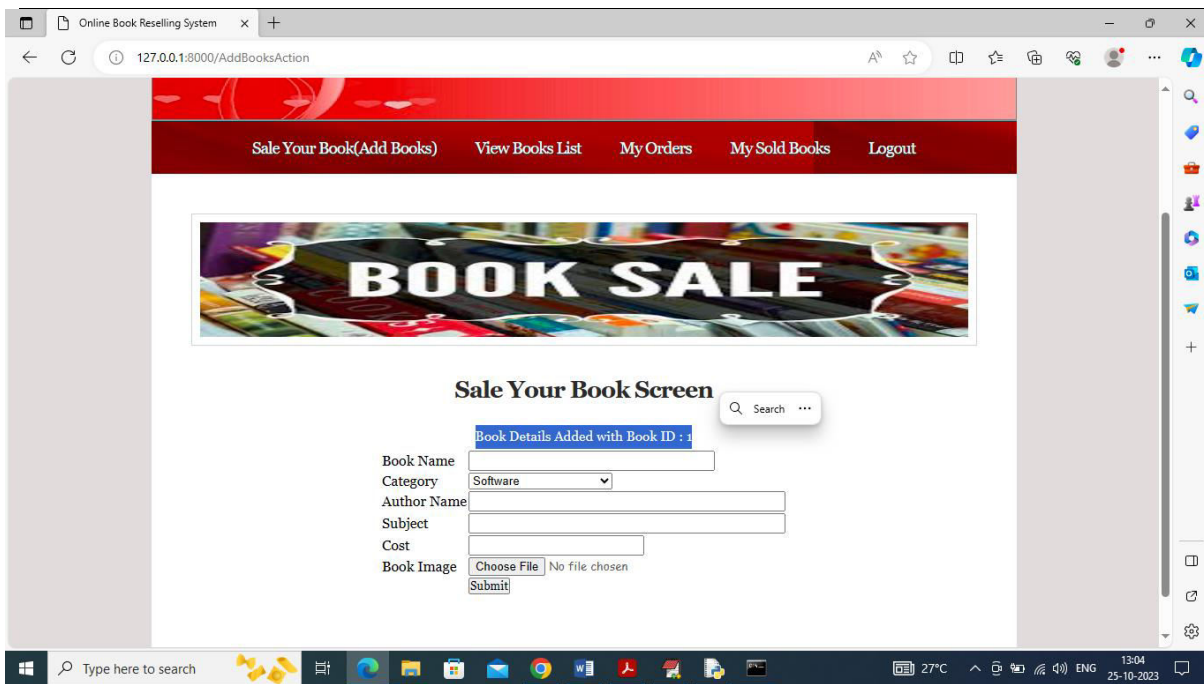 Online Book Reselling System
127.0.0.1:8000/AddBooksAction
Sale Your Book(Add Books) View Books List My Orders My Sold Books Logout
BOOK SALE
Sale Your Book Screen
Search
Book Details Added with Book ID : 1
Book Name
Category Software
Author Name
Subject
Cost
Book Image Choose File No file chosen
Submit
Type here to search 27°C ENG 13:04
25-10-2023